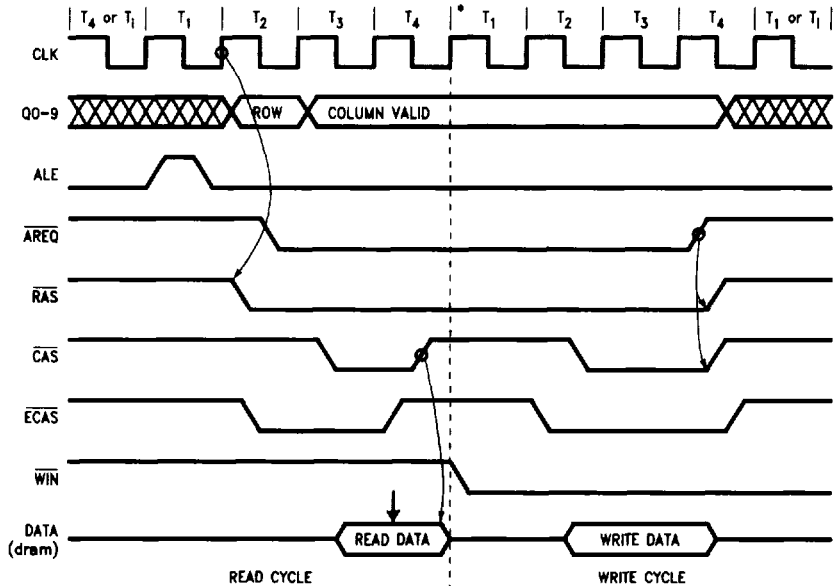 T4 or Ti T1 T2 T3 T4 * T1 T2 T3 T4 T1 or Ti
CLK
Q0-9 ROW COLUMN VALID
ALE
AREQ
RAS
CAS
ECAS
WIN
DATA READ DATA WRITE DATA
(dram)
READ CYCLE WRITE CYCLE